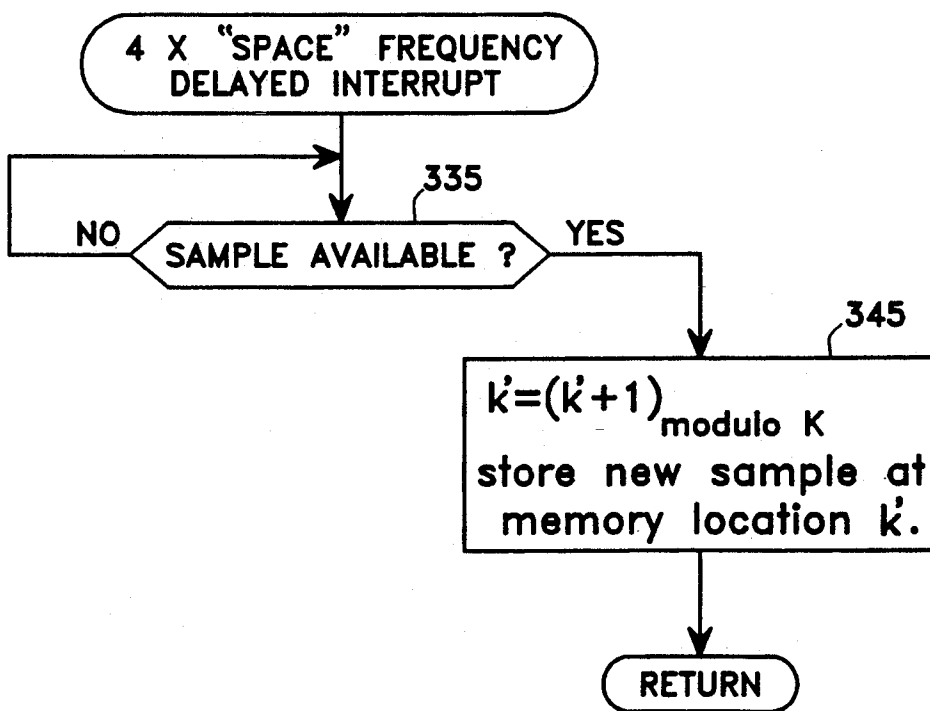 4 X “SPACE” FREQUENCY
DELAYED INTERRUPT
335
NO
SAMPLE AVAILABLE ?
YES
345
k'=(k'+1)modulo K
store new sample at
memory location k'.
RETURN